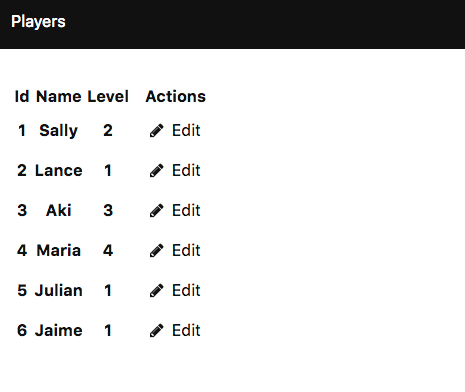 Players
Id Name Level Actions
1 Sally 2 Edit
2 Lance 1 Edit
3 Aki 3 Edit
4 Maria 4 Edit
5 Julian 1 Edit
6 Jaime 1 Edit